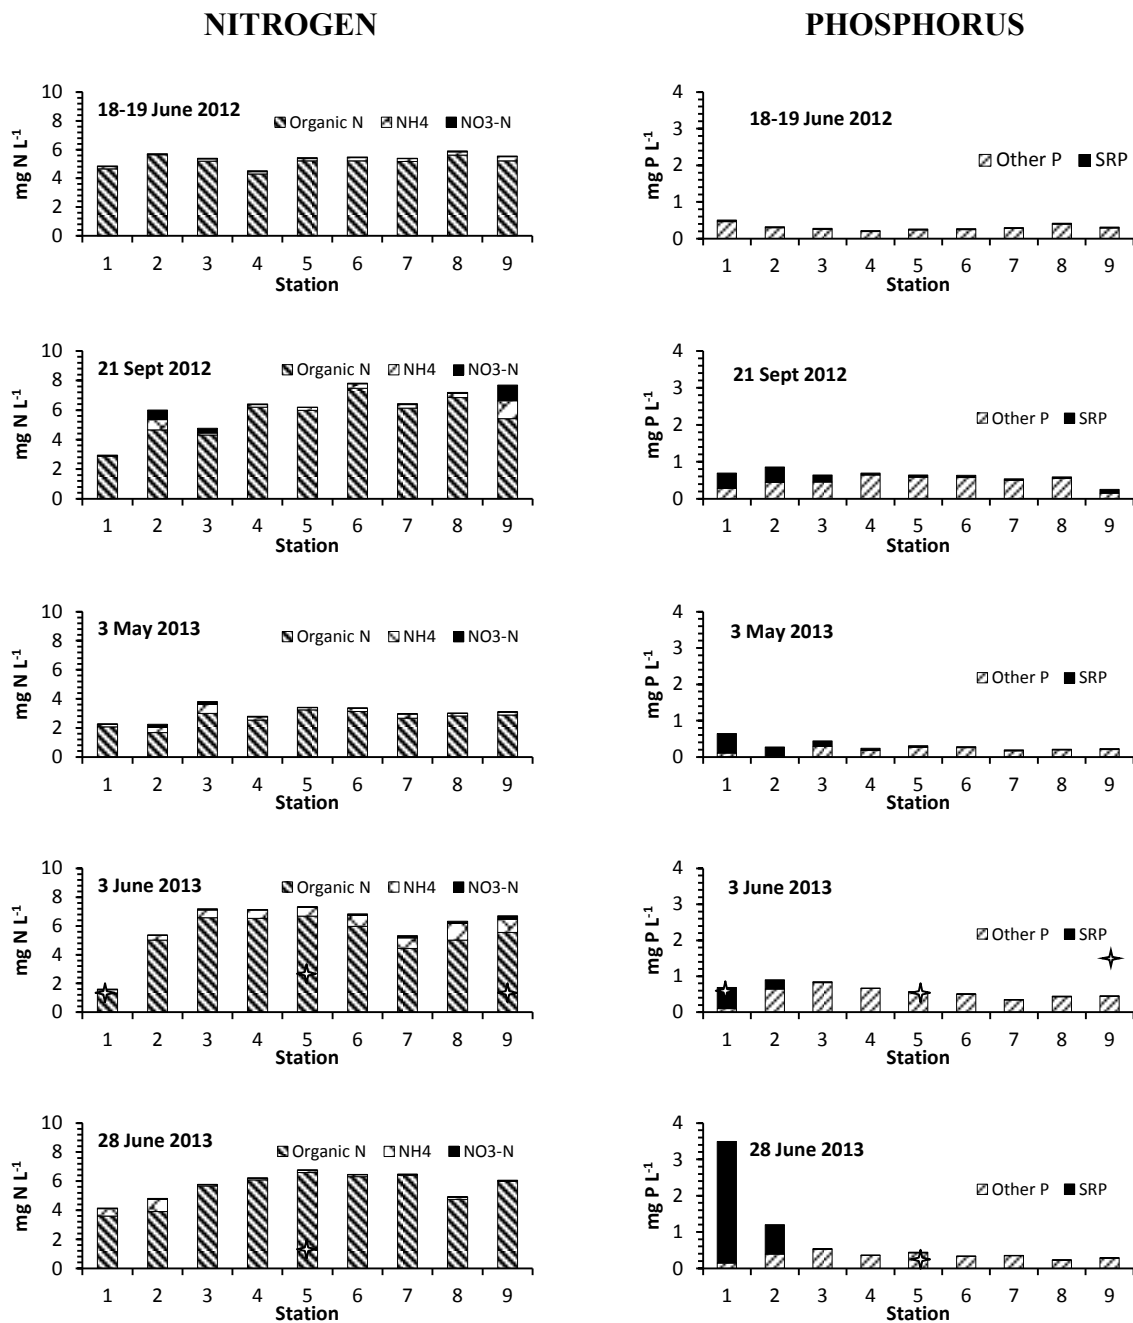 NITROGEN
PHOSPHORUS
18-19 June 2012
Organic N NH4 NO3-N
mg N L-1
10
8
6
4
2
0
1 2 3 4 5 6 7 8 9
Station
18-19 June 2012
Other P SRP
mg P L-1
4
3
2
1
0
1 2 3 4 5 6 7 8 9
Station
21 Sept 2012
Organic N NH4 NO3-N
mg N L-1
10
8
6
4
2
0
1 2 3 4 5 6 7 8 9
Station
21 Sept 2012
Other P SRP
mg P L-1
4
3
2
1
0
1 2 3 4 5 6 7 8 9
Station
3 May 2013
Organic N NH4 NO3-N
mg N L-1
10
8
6
4
2
0
1 2 3 4 5 6 7 8 9
Station
3 May 2013
Other P SRP
mg P L-1
4
3
2
1
0
1 2 3 4 5 6 7 8 9
Station
3 June 2013
Organic N NH4 NO3-N
mg N L-1
10
8
6
4
2
0
1 2 3 4 5 6 7 8 9
Station
3 June 2013
Other P SRP
mg P L-1
4
3
2
1
0
1 2 3 4 5 6 7 8 9
Station
28 June 2013
Organic N NH4 NO3-N
mg N L-1
10
8
6
4
2
0
1 2 3 4 5 6 7 8 9
Station
28 June 2013
Other P SRP
mg P L-1
4
3
2
1
0
1 2 3 4 5 6 7 8 9
Station